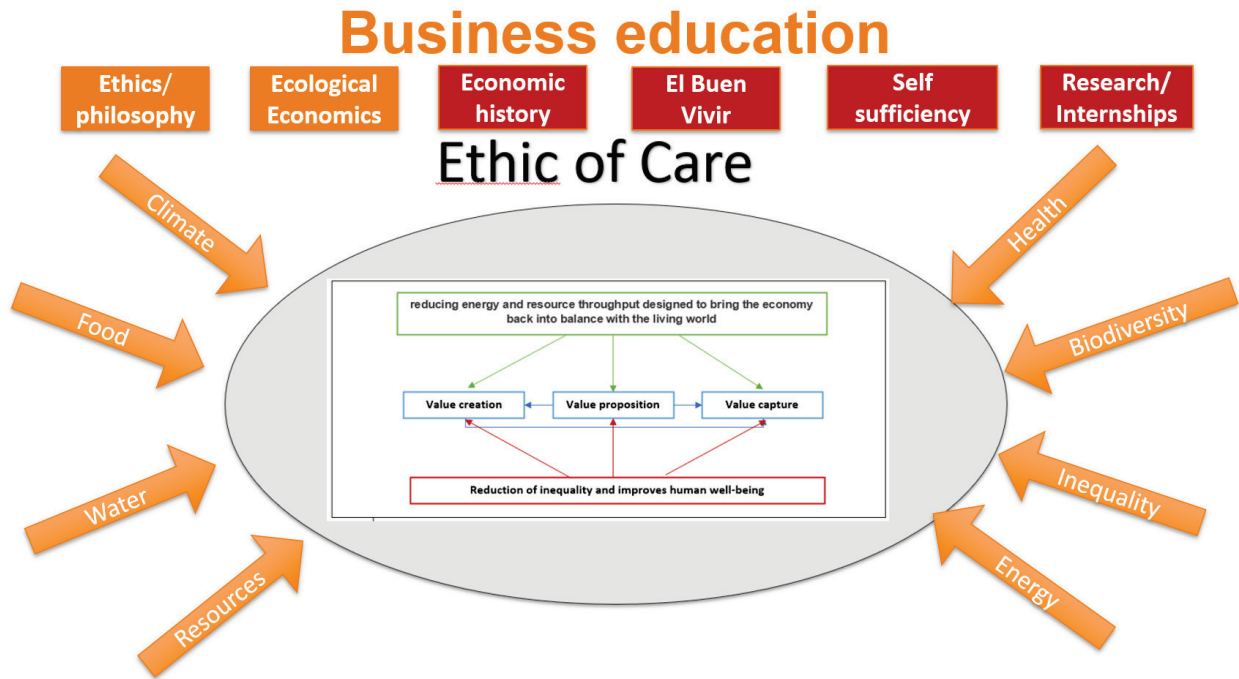 Business education
Ethics/
philosophy
Ecological
Economics
Economic
history
El Buen
Vivir
Self
sufficiency
Research/
Internships
Ethic of Care
Climate
Food
Water
Resources
Health
Biodiversity
Inequality
Energy
reducing energy and resource throughput designed to bring the economy
back into balance with the living world
Value creation
Value proposition
Value capture
Reduction of inequality and improves human well-being